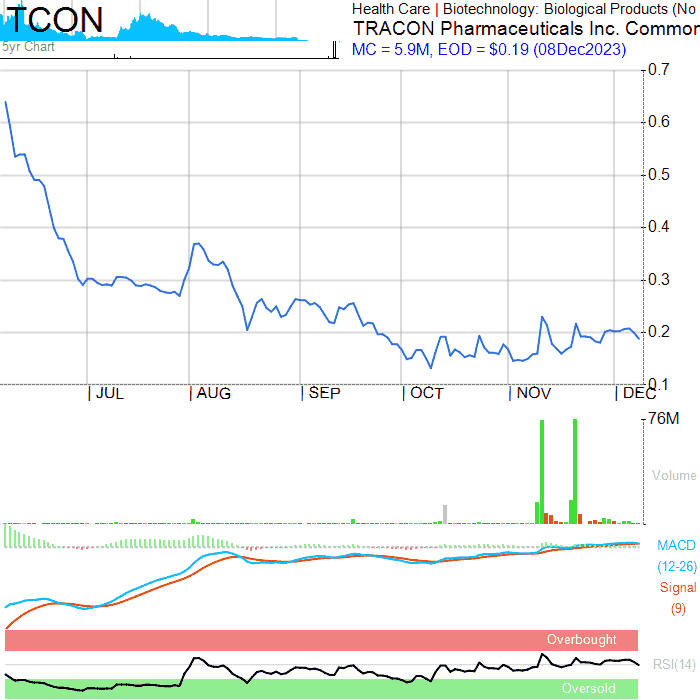 TCON
5yr Chart
Health Care | Biotechnology: Biological Products (No
TRACON Pharmaceuticals Inc. Common
MC = 5.9M, EOD = $0.19 (08Dec2023)
0.7
0.6
0.5
0.4
0.3
0.2
0.1
JUL
AUG
SEP
OCT
NOV
DEC
76M
Volume
MACD
(12-26)
Signal
(9)
Overbought
RSI(14)
Oversold